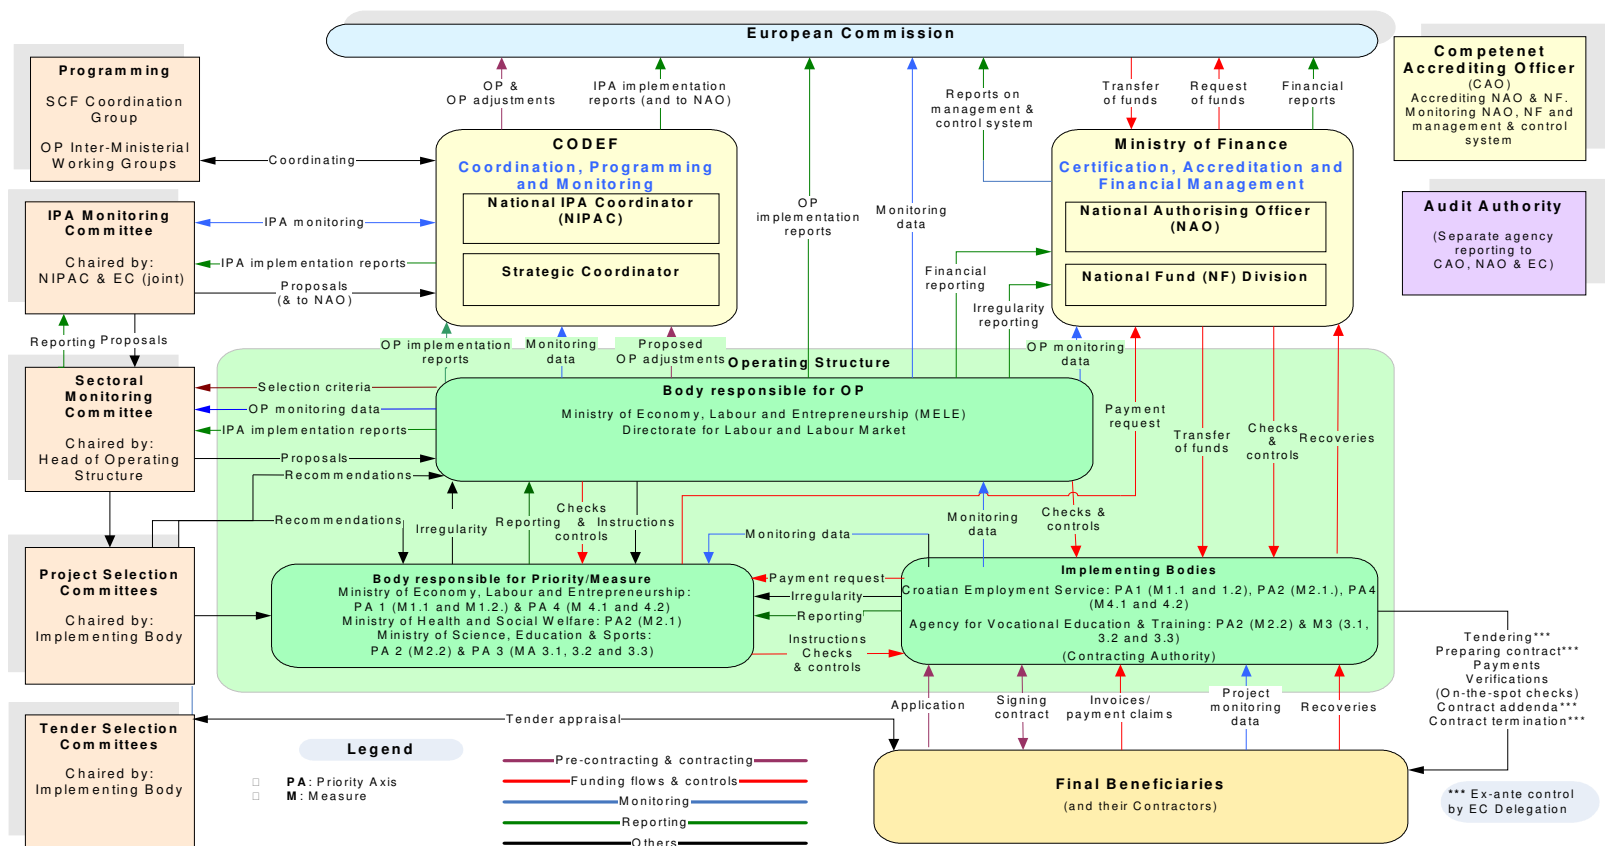 European Commission
Competenet
Accrediting Officer
(CAO)
Accrediting NAO & NF.
Monitoring NAO, NF and
management & control
system
Programming
SCF Coordination
Group
OP Inter-Ministerial
Working Groups
OP &
OP adjustments
IPA implementation
reports (and to NAO)
Reports on
management &
control system
Transfer
of funds
Request
of funds
Financial
reports
Coordinating
CODEF
Coordination, Programming
and Monitoring
National IPA Coordinator
(NIPAC)
Strategic Coordinator
Ministry of Finance
Certification, Accreditation and
Financial Management
National Authorising Officer
(NAO)
National Fund (NF) Division
Audit Authority
(Separate agency
reporting to
CAO, NAO & EC)
IPA Monitoring
Committee
Chaired by:
NIPAC & EC (joint)
IPA monitoring
IPA implementation reports
Proposals
(& to NAO)
OP
implementation
reports
Monitoring
data
Financial
reporting
Irregularity
reporting
Reporting
Proposals
OP implementation
reports
Monitoring
data
Proposed
OP adjustments
OP monitoring
data
Operating Structure
Sectoral
Monitoring
Committee
Chaired by:
Head of Operating
Structure
Selection criteria
OP monitoring data
IPA implementation reports
Proposals
Recommendations
Body responsible for OP
Ministry of Economy, Labour and Entrepreneurship (MELE)
Directorate for Labour and Labour Market
Payment
request
Transfer
of funds
Checks
&
controls
Recoveries
Recommendations
Irregularity
Reporting
Checks
&
controls
Instructions
Monitoring data
Monitoring
data
Checks &
controls
Project Selection
Committees
Chaired by:
Implementing Body
Body responsible for Priority/Measure
Ministry of Economy, Labour and Entrepreneurship:
PA 1 (M1.1 and M1.2.) & PA 4 (M 4.1 and 4.2)
Ministry of Health and Social Welfare: PA2 (M2.1)
Ministry of Science, Education & Sports:
PA 2 (M2.2) & PA 3 (MA 3.1, 3.2 and 3.3)
Payment request
Irregularity
Reporting
Instructions
Checks
& controls
Implementing Bodies
Croatian Employment Service: PA1 (M1.1 and 1.2), PA2 (M2.1.), PA4
(M4.1 and 4.2)
Agency for Vocational Education & Training: PA2 (M2.2) & M3 (3.1,
3.2 and 3.3)
(Contracting Authority)
Tendering***
Preparing contract***
Payments
Verifications
(On-the-spot checks)
Contract addenda***
Contract termination***
Application
Signing
contract
Invoices/
payment claims
Project
monitoring
data
Recoveries
Tender Selection
Committees
Chaired by:
Implementing Body
Tender appraisal
Legend
PA: Priority Axis
M: Measure
Pre-contracting & contracting
Funding flows & controls
Monitoring
Reporting
Others
Final Beneficiaries
(and their Contractors)
*** Ex-ante control
by EC Delegation